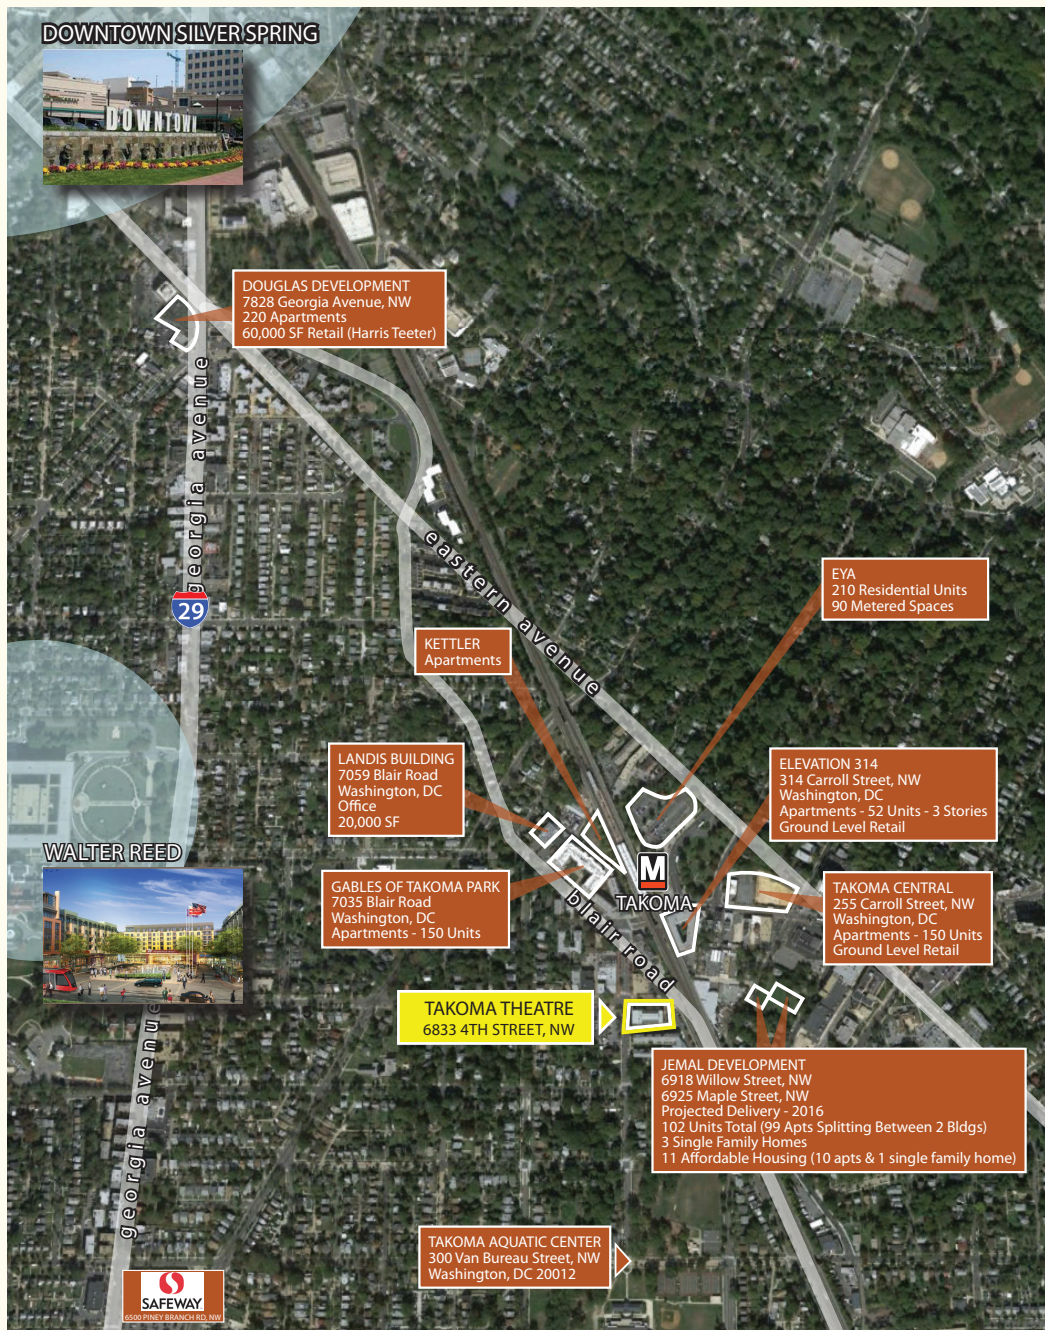 DOWNTOWN SILVER SPRING
DOWNTOWN
DOUGLAS DEVELOPMENT
7828 Georgia Avenue, NW
220 Apartments
60,000 SF Retail (Harris Teeter)
georgia avenue
29
eastern avenue
EYA
210 Residential Units
90 Metered Spaces
KETTLER
Apartments
LANDIS BUILDING
7059 Blair Road
Washington, DC
Office
20,000 SF
ELEVATION 314
314 Carroll Street, NW
Washington, DC
Apartments - 52 Units - 3 Stories
Ground Level Retail
WALTER REED
M
TAKOMA
GABLES OF TAKOMA PARK
7035 Blair Road
Washington, DC
Apartments - 150 Units
TAKOMA CENTRAL
255 Carroll Street, NW
Washington, DC
Apartments - 150 Units
Ground Level Retail
blair road
TAKOMA THEATRE
6833 4TH STREET, NW
JEMAL DEVELOPMENT
6918 Willow Street, NW
6925 Maple Street, NW
Projected Delivery - 2016
102 Units Total (99 Apts Splitting Between 2 Bldgs)
3 Single Family Homes
11 Affordable Housing (10 apts & 1 single family home)
georgia avenue
TAKOMA AQUATIC CENTER
300 Van Bureau Street, NW
Washington, DC 20012
SAFEWAY
6500 PINEY BRANCH RD, NW